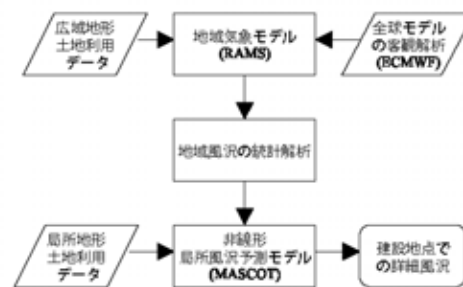 広域地形
土地利用
データ
地域気象モデル
(RAMS)
全球モデル
の客観解析
(ECMWF)
地域風況の統計解析
局所地形
土地利用
データ
非線形
局所風況予測モデル
(MASCOT)
建設地点で
の詳細風況